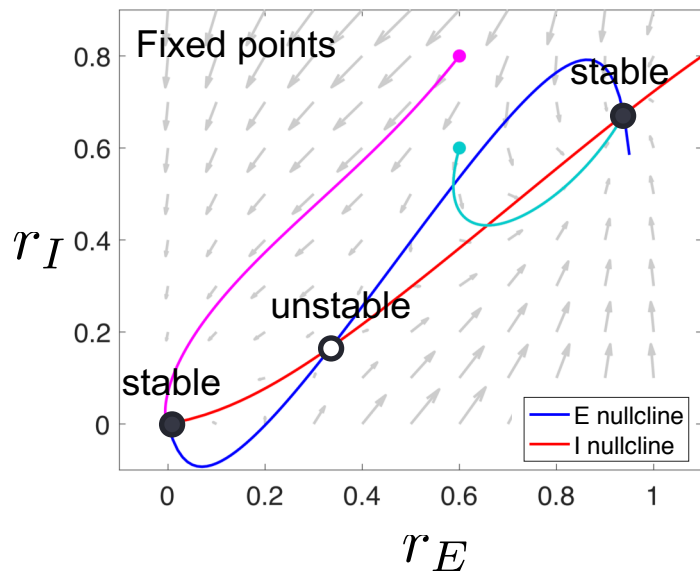 Fixed points
stable
unstable
stable
0.8
0.6
0.4
0.2
0
r_I
0
0.2
0.4
0.6
0.8
1
r_E
E nullcline
I nullcline